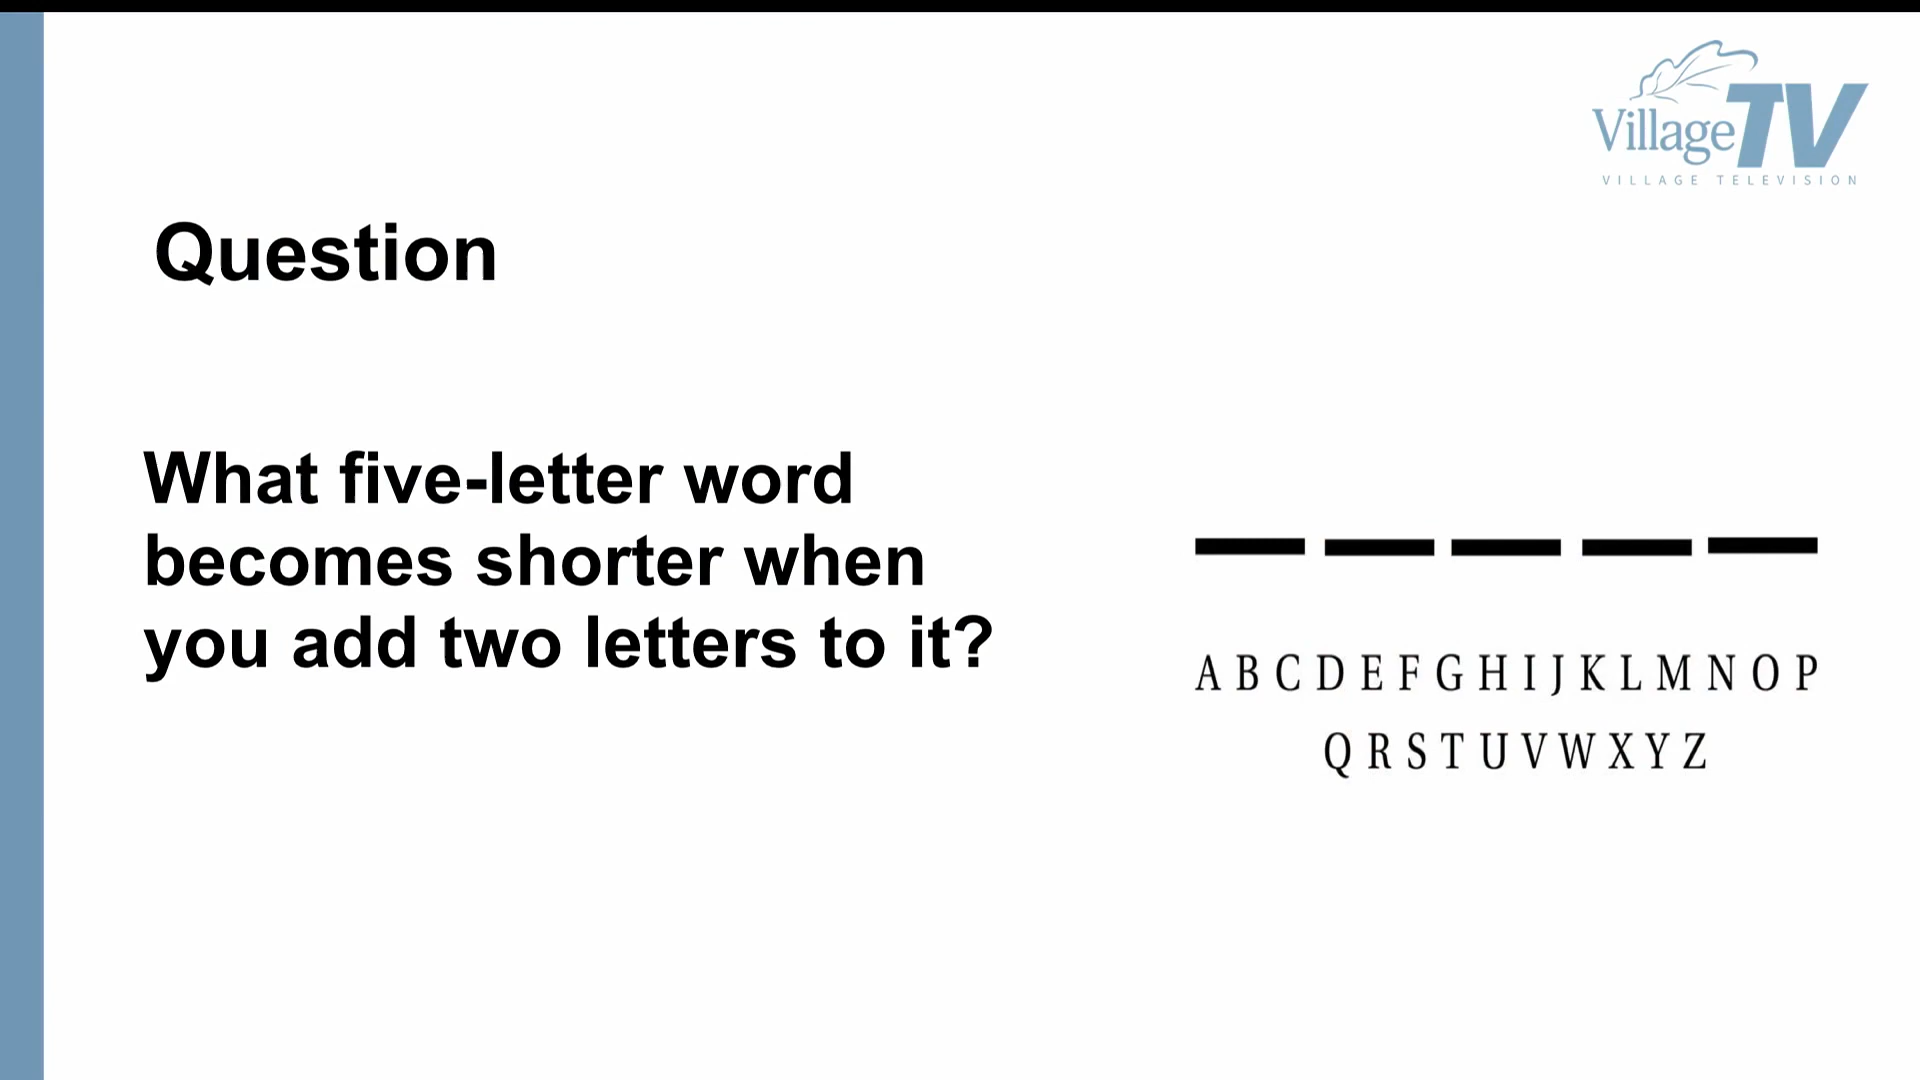 Village TV
VILLAGE TELEVISION
Question
What five-letter word
becomes shorter when
you add two letters to it?
A B C D E F G H I J K L M N O P
Q R S T U V W X Y Z